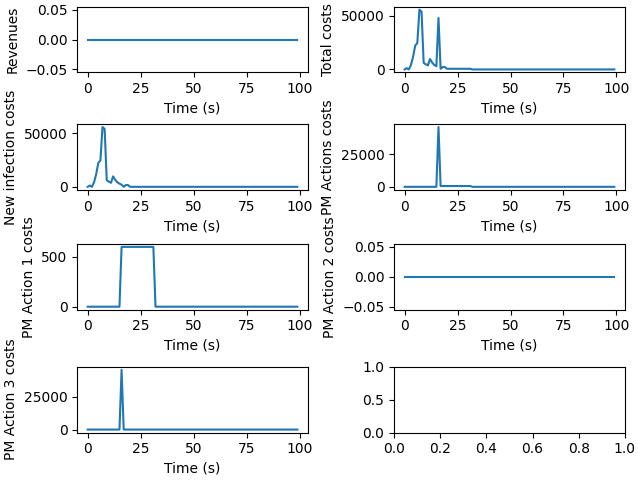 Revenues
0.05
0.00
−0.05
0 25 50 75 100
Time (s)
Total costs
50000
0
0 25 50 75 100
Time (s)
New infection costs
50000
0
0 25 50 75 100
Time (s)
PM Actions costs
25000
0
0 25 50 75 100
Time (s)
PM Action 1 costs
500
0
0 25 50 75 100
Time (s)
PM Action 2 costs
0.05
0.00
−0.05
0 25 50 75 100
Time (s)
PM Action 3 costs
25000
0
0 25 50 75 100
Time (s)
1.0
0.5
0.0
0.0 0.2 0.4 0.6 0.8 1.0